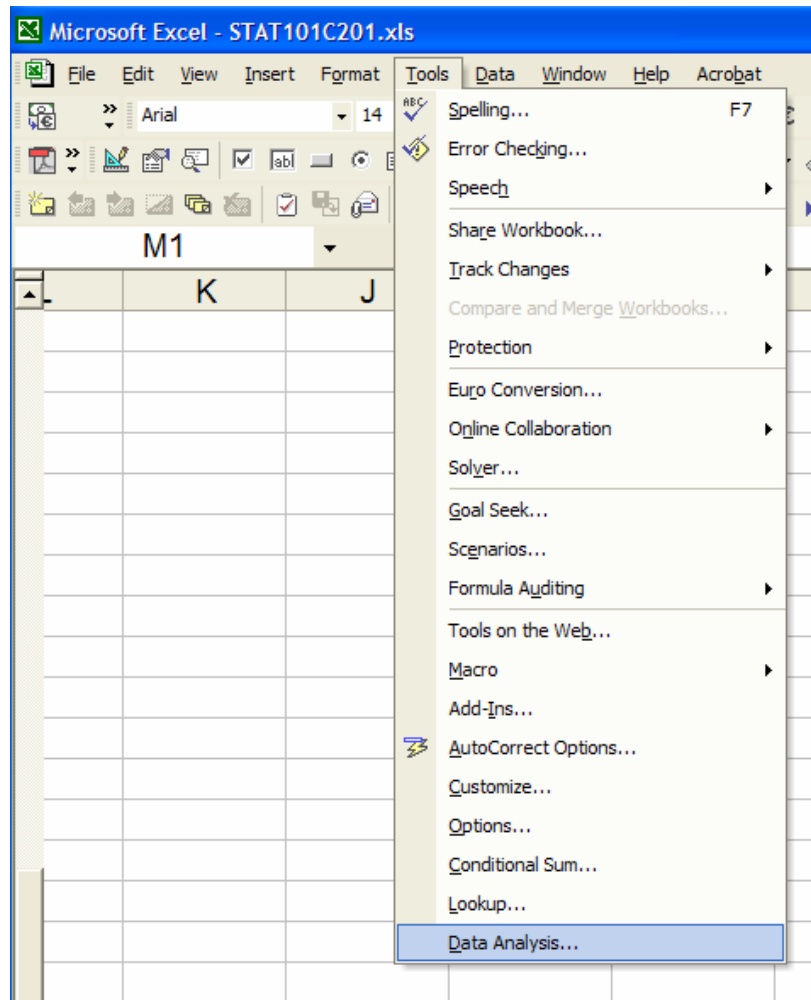 Microsoft Excel - STAT101C201.xls
File Edit View Insert Format Tools Data Window Help Acrobat
Arial 14
ab
M1
K J
ABC
Spelling... F7
Error Checking...
Speech
Share Workbook...
Track Changes
Compare and Merge Workbooks...
Protection
Euro Conversion...
Online Collaboration
Solver...
Goal Seek...
Scenarios...
Formula Auditing
Tools on the Web...
Macro
Add-Ins...
AutoCorrect Options...
Customize...
Options...
Conditional Sum...
Lookup...
Data Analysis...